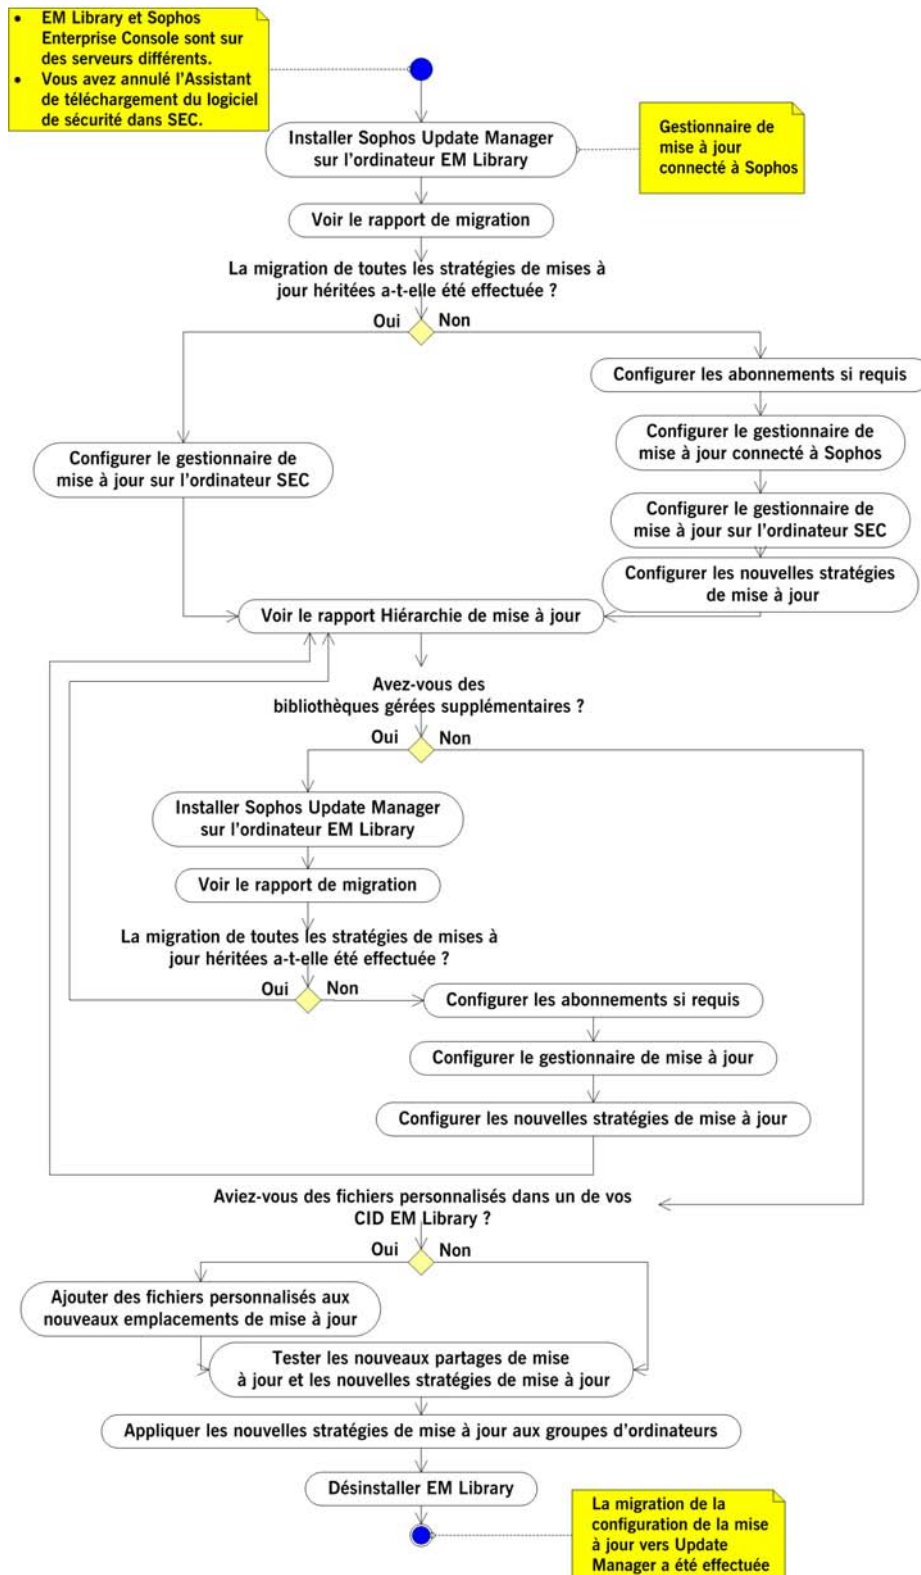 • EM Library et Sophos
Enterprise Console sont sur
des serveurs différents.
• Vous avez annulé l'Assistant
de téléchargement du logiciel
de sécurité dans SEC.
Installer Sophos Update Manager
sur l'ordinateur EM Library
Gestionnaire de
mise à jour
connecté à Sophos
Voir le rapport de migration
La migration de toutes les stratégies de mises à
jour héritées a-t-elle été effectuée ?
Oui
Non
Configurer les abonnements si requis
Configurer le gestionnaire de
mise à jour connecté à Sophos
Configurer le gestionnaire de
mise à jour sur l'ordinateur SEC
Configurer le gestionnaire de
mise à jour sur l'ordinateur SEC
Configurer les nouvelles stratégies
de mise à jour
Voir le rapport Hiérarchie de mise à jour
Avez-vous des
bibliothèques gérées supplémentaires ?
Oui
Non
Installer Sophos Update Manager
sur l'ordinateur EM Library
Voir le rapport de migration
La migration de toutes les stratégies de mises à
jour héritées a-t-elle été effectuée ?
Oui
Non
Configurer les abonnements si requis
Configurer le gestionnaire de mise à jour
Configurer les nouvelles stratégies de mise à jour
Aviez-vous des fichiers personnalisés dans un de vos
CID EM Library ?
Oui
Non
Ajouter des fichiers personnalisés aux
nouveaux emplacements de mise à jour
Tester les nouveaux partages de mise
à jour et les nouvelles stratégies de mise à jour
Appliquer les nouvelles stratégies de mise à jour aux groupes d'ordinateurs
Désinstaller EM Library
La migration de la
configuration de la mise
à jour vers Update
Manager a été effectuée